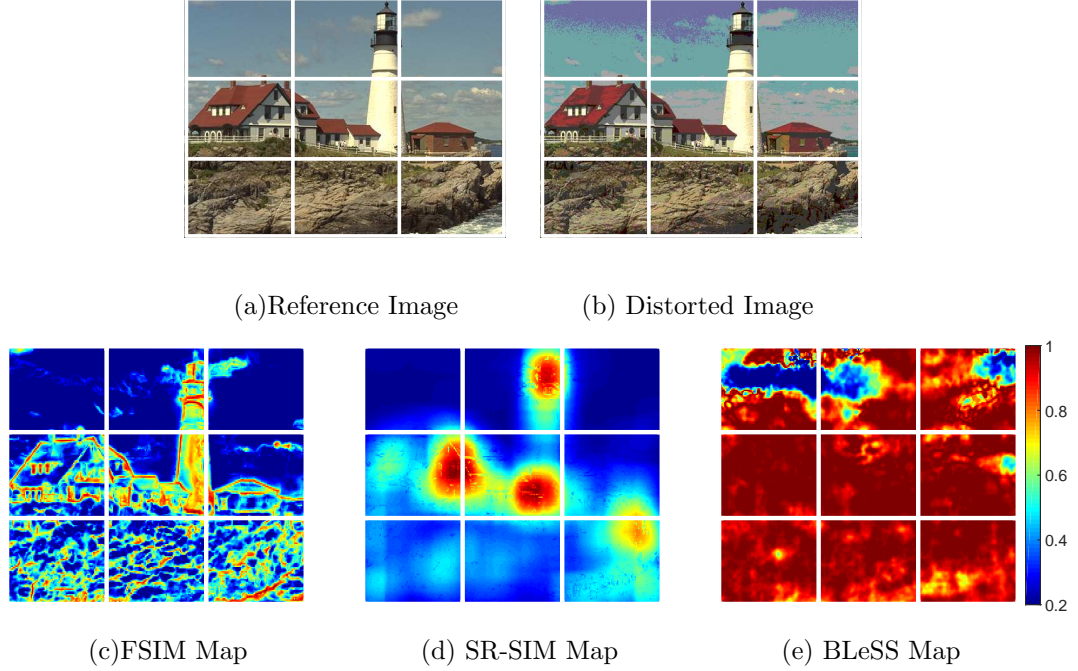 (a)Reference Image
(b) Distorted Image
1
0.8
0.6
0.4
0.2
(c)FSIM Map
(d) SR-SIM Map
(e) BLeSS Map